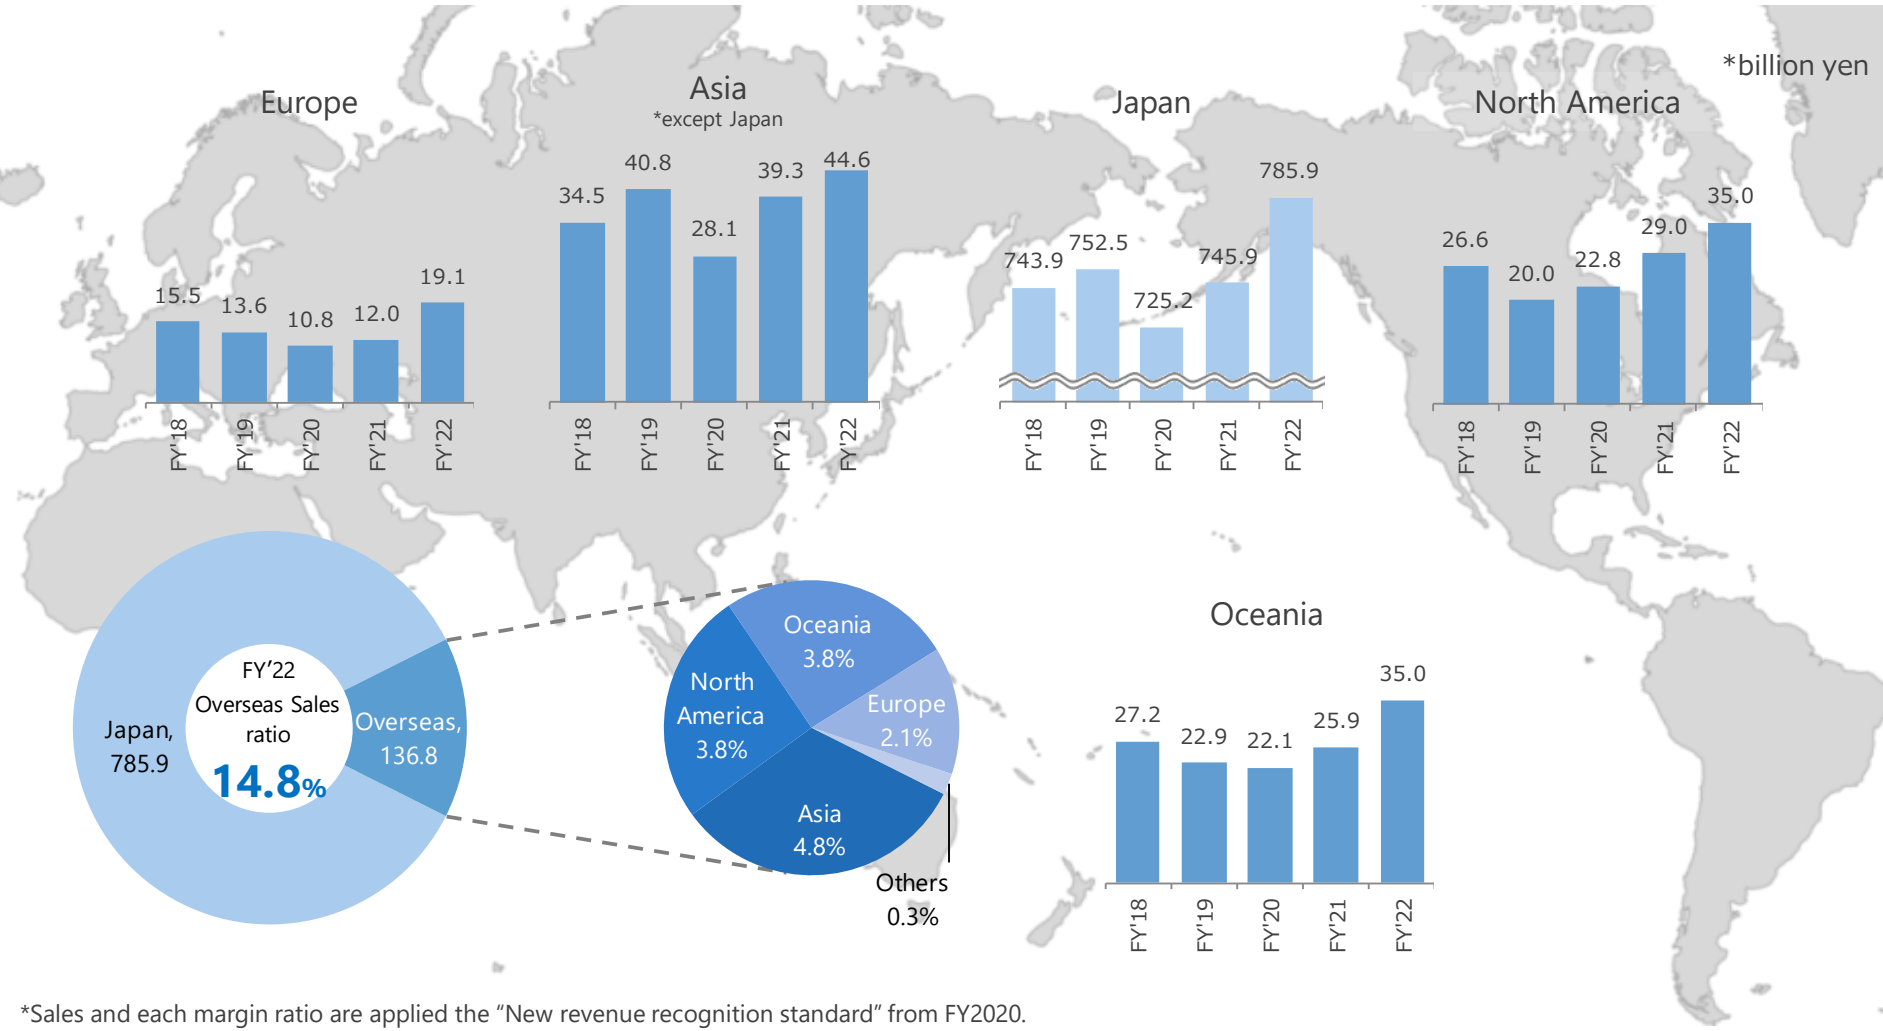 *billion yen
Europe
15.5
13.6
10.8
12.0
19.1
FY'18
FY'19
FY'20
FY'21
FY'22
Asia
*except Japan
34.5
40.8
28.1
39.3
44.6
FY'18
FY'19
FY'20
FY'21
FY'22
Japan
743.9
752.5
725.2
745.9
785.9
FY'18
FY'19
FY'20
FY'21
FY'22
North America
26.6
20.0
22.8
29.0
35.0
FY'18
FY'19
FY'20
FY'21
FY'22
FY’22
Overseas Sales
ratio
14.8%
Japan,
785.9
Overseas,
136.8
Oceania
3.8%
North
America
3.8%
Europe
2.1%
Asia
4.8%
Others
0.3%
Oceania
27.2
22.9
22.1
25.9
35.0
FY'18
FY'19
FY'20
FY'21
FY'22
*Sales and each margin ratio are applied the “New revenue recognition standard” from FY2020.